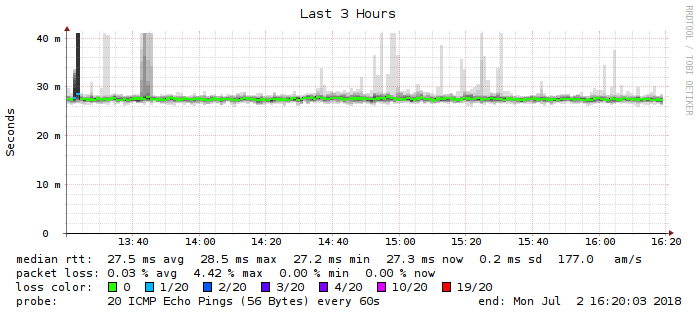 Last 3 Hours
RRDTOOL / TOBI OETIKER
Seconds
40 m
30 m
20 m
10 m
0
13:40 14:00 14:20 14:40 15:00 15:20 15:40 16:00 16:20
median rtt: 27.5 ms avg 28.5 ms max 27.2 ms min 27.3 ms now 0.2 ms sd 177.0 am/s
packet loss: 0.03 % avg 4.42 % max 0.00 % min 0.00 % now
loss color: 0 1/20 2/20 3/20 4/20 10/20 19/20
probe: 20 ICMP Echo Pings (56 Bytes) every 60s end: Mon Jul 2 16:20:03 2018